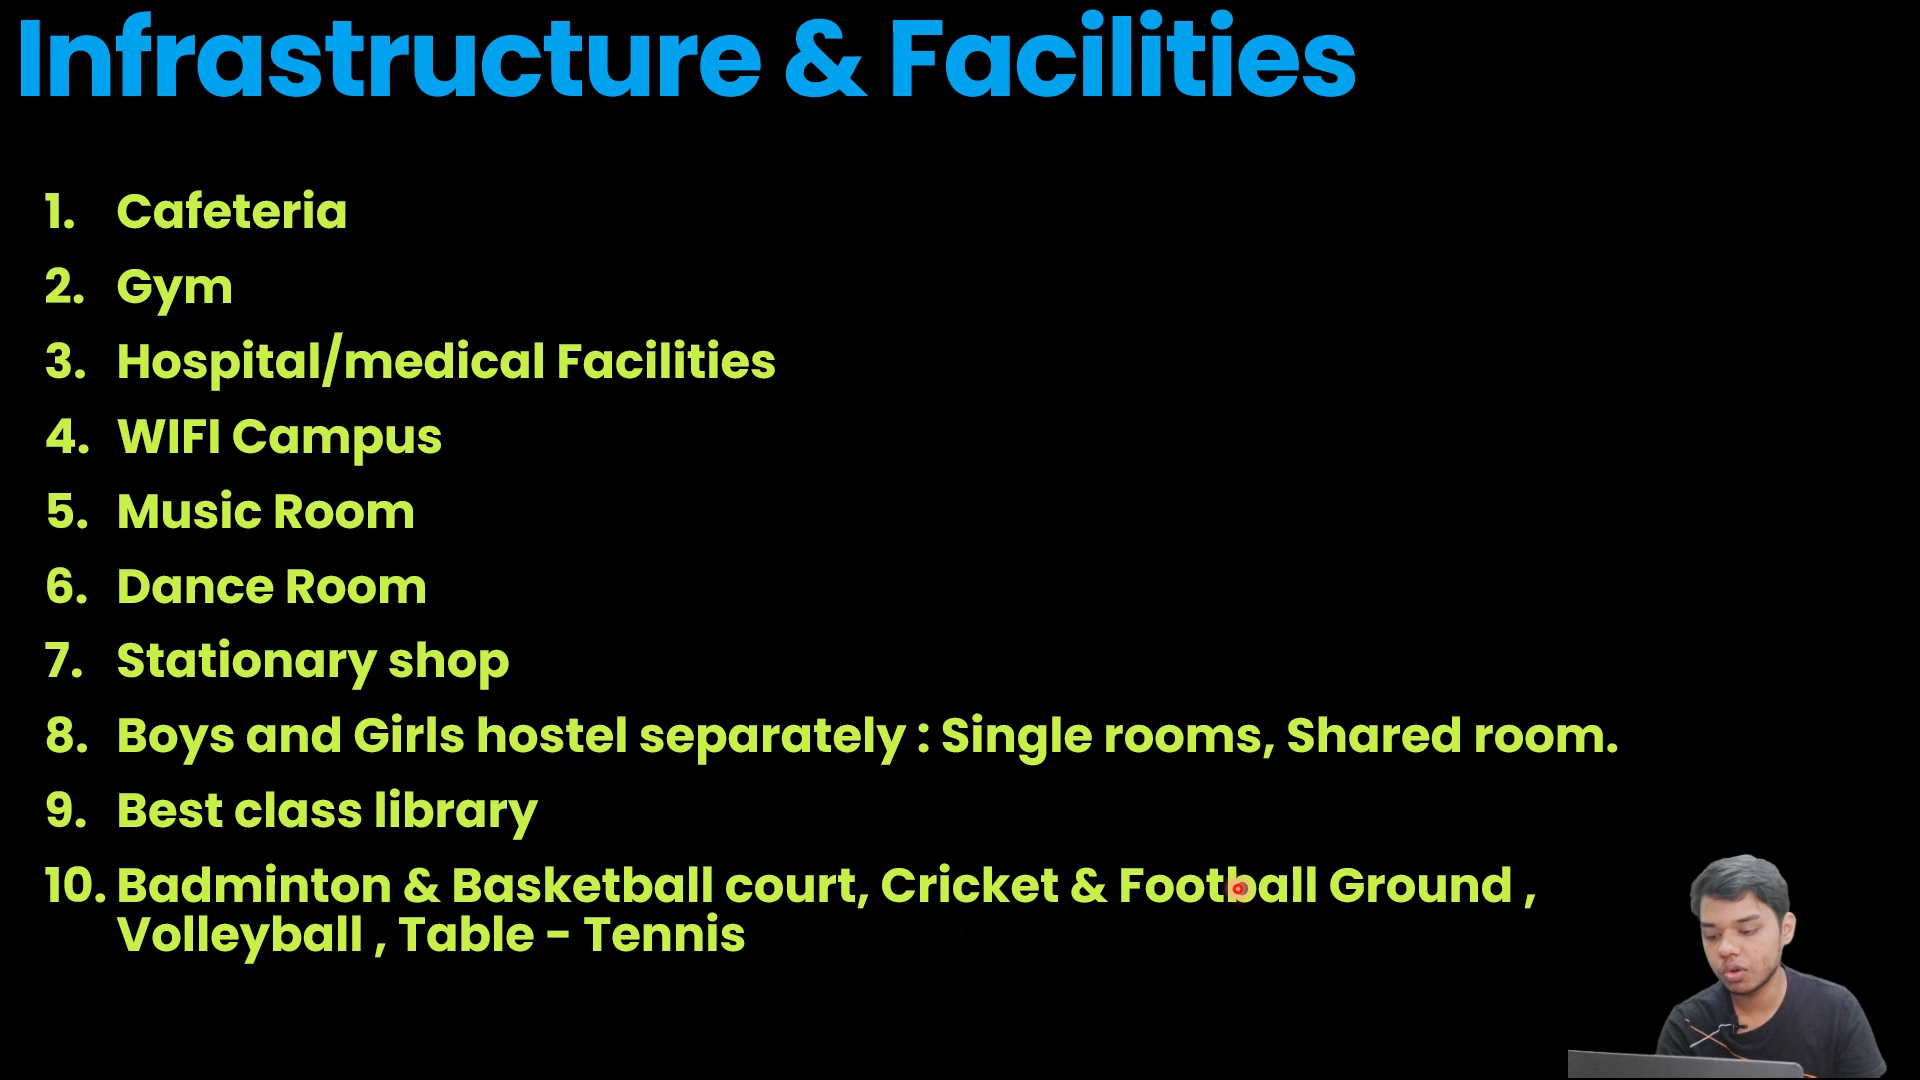 Infrastructure & Facilities
1. Cafeteria
2. Gym
3. Hospital/medical Facilities
4. WIFI Campus
5. Music Room
6. Dance Room
7. Stationary shop
8. Boys and Girls hostel separately : Single rooms, Shared room.
9. Best class library
10. Badminton & Basketball court, Cricket & Football Ground ,
Volleyball , Table - Tennis